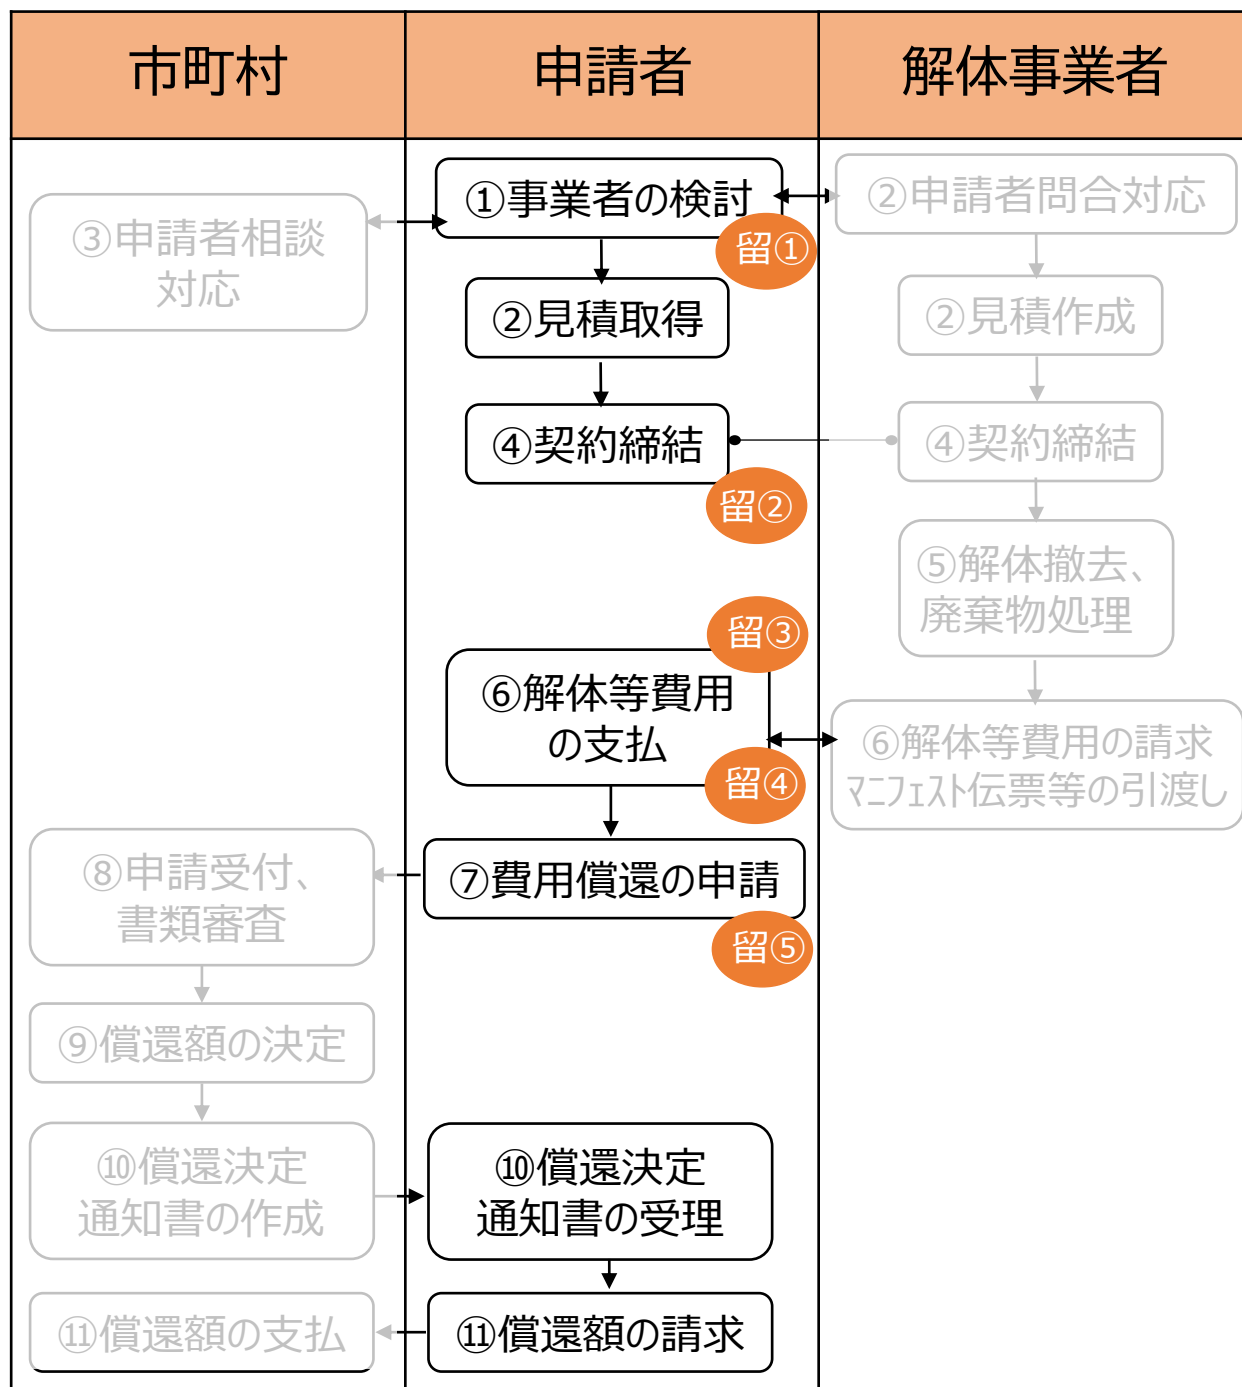 市町村
申請者
解体事業者
①事業者の検討
留①
②申請者問合対応
③申請者相談
対応
②見積取得
②見積作成
④契約締結
留②
④契約締結
⑤解体撤去、
廃棄物処理
留③
⑥解体等費用
の支払
留④
⑥解体等費用の請求
ﾏﾆﾌｪｽﾄ伝票等の引渡し
⑦費用償還の申請
留⑤
⑧申請受付、
書類審査
⑨償還額の決定
⑩償還決定
通知書の作成
⑩償還決定
通知書の受理
⑪償還額の支払
⑪償還額の請求